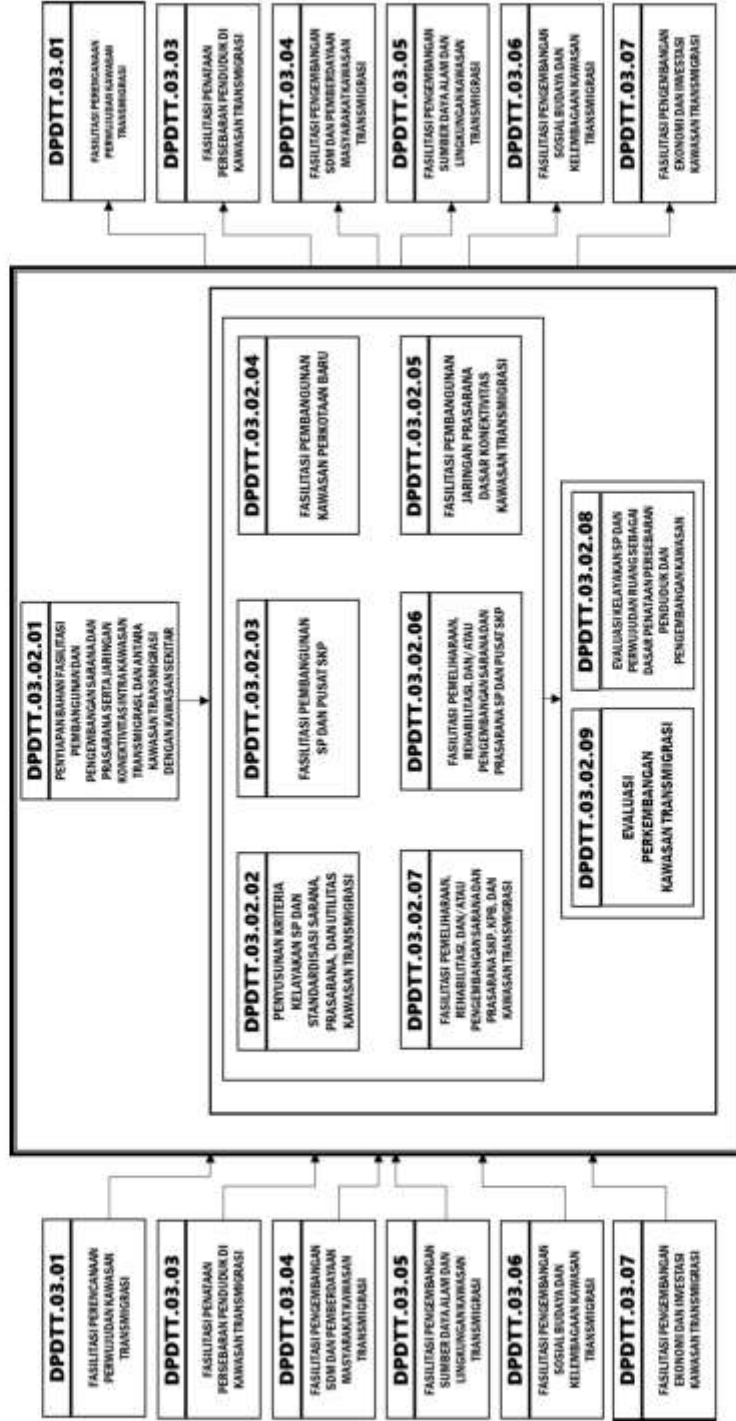 DPDTT.03.01
FASILITASI PERENCANAAN
PERWUJUDAN KAWASAN
TRANSMIGRASI
DPDTT.03.03
FASILITASI PENATAAN
PERSEBARAN PENDUDUK DI
KAWASAN TRANSMIGRASI
DPDTT.03.04
FASILITASI PENGEMBANGAN
SDM DAN PEMBERDAYAAN
MASYARAKATKAWASAN
TRANSMIGRASI
DPDTT.03.05
FASILITASI PENGEMBANGAN
SUMBER DAYA ALAM DAN
LINGKUNGAN KAWASAN
TRANSMIGRASI
DPDTT.03.06
FASILITASI PENGEMBANGAN
SOSIAL BUDAYA DAN
KELEMBAGAAN KAWASAN
TRANSMIGRASI
DPDTT.03.07
FASILITASI PENGEMBANGAN
EKONOMI DAN INVESTASI
KAWASAN TRANSMIGRASI
DPDTT.03.02.01
PENYIAPAN BAHAN FASILITASI
PEMBANGUNAN DAN
PENGEMBANGAN SARANA DAN
PRASARANA SERTA JARINGAN
KONEKTIVITAS INTRA KAWASAN
TRANSMIGRASI, DAN ANTARA
KAWASAN TRANSMIGRASI
DENGAN KAWASAN SEKITAR
DPDTT.03.02.02
PENYUSUNAN KRITERIA
KELAYAKAN SP DAN
STANDARDISASI SARANA,
PRASARANA, DAN UTILITAS
KAWASAN TRANSMIGRASI
DPDTT.03.02.03
FASILITASI PEMBANGUNAN
SP DAN PUSAT SKP
DPDTT.03.02.04
FASILITASI PEMBANGUNAN
KAWASAN PERKOTAAN BARU
DPDTT.03.02.07
FASILITASI PEMELIHARAAN,
REHABILITASI, DAN/ ATAU
PENGEMBANGAN SARANA DAN
PRASARANA SKP, KPB, DAN
KAWASAN TRANSMIGRASI
DPDTT.03.02.06
FASILITASI PEMELIHARAAN,
REHABILITASI, DAN/ ATAU
PENGEMBANGAN SARANA DAN
PRASARANA SP DAN PUSAT SKP
DPDTT.03.02.05
FASILITASI PEMBANGUNAN
JARINGAN PRASARANA
DASAR KONEKTIVITAS
KAWASAN TRANSMIGRASI
DPDTT.03.02.09
EVALUASI
PERKEMBANGAN
KAWASAN TRANSMIGRASI
DPDTT.03.02.08
EVALUASI KELAYAKAN SP DAN
PERWUJUDAN RUANG SEBAGAI
DASAR PENATAAN PERSEBARAN
PENDUDUK DAN
PENGEMBANGAN KAWASAN
DPDTT.03.01
FASILITASI PERENCANAAN
PERWUJUDAN KAWASAN
TRANSMIGRASI
DPDTT.03.03
FASILITASI PENATAAN
PERSEBARAN PENDUDUK DI
KAWASAN TRANSMIGRASI
DPDTT.03.04
FASILITASI PENGEMBANGAN
SDM DAN PEMBERDAYAAN
MASYARAKATKAWASAN
TRANSMIGRASI
DPDTT.03.05
FASILITASI PENGEMBANGAN
SUMBER DAYA ALAM DAN
LINGKUNGAN KAWASAN
TRANSMIGRASI
DPDTT.03.06
FASILITASI PENGEMBANGAN
SOSIAL BUDAYA DAN
KELEMBAGAAN KAWASAN
TRANSMIGRASI
DPDTT.03.07
FASILITASI PENGEMBANGAN
EKONOMI DAN INVESTASI
KAWASAN TRANSMIGRASI